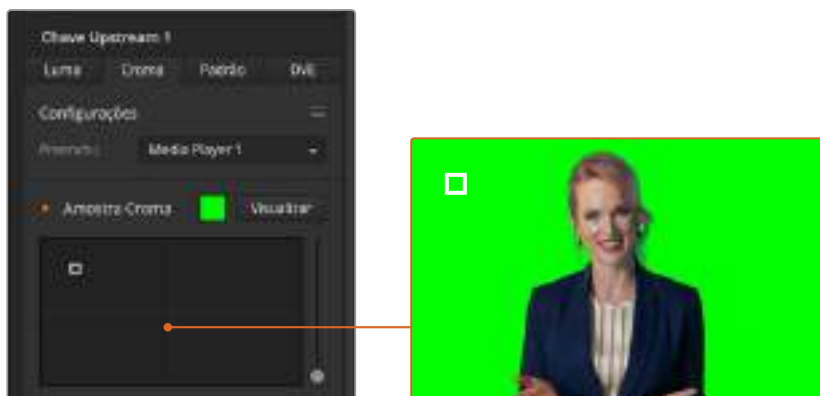 Chave Upstream 1
Luma Croma Padrão DVE
Configurações
Media Player 1
Amostra Croma Visualizar